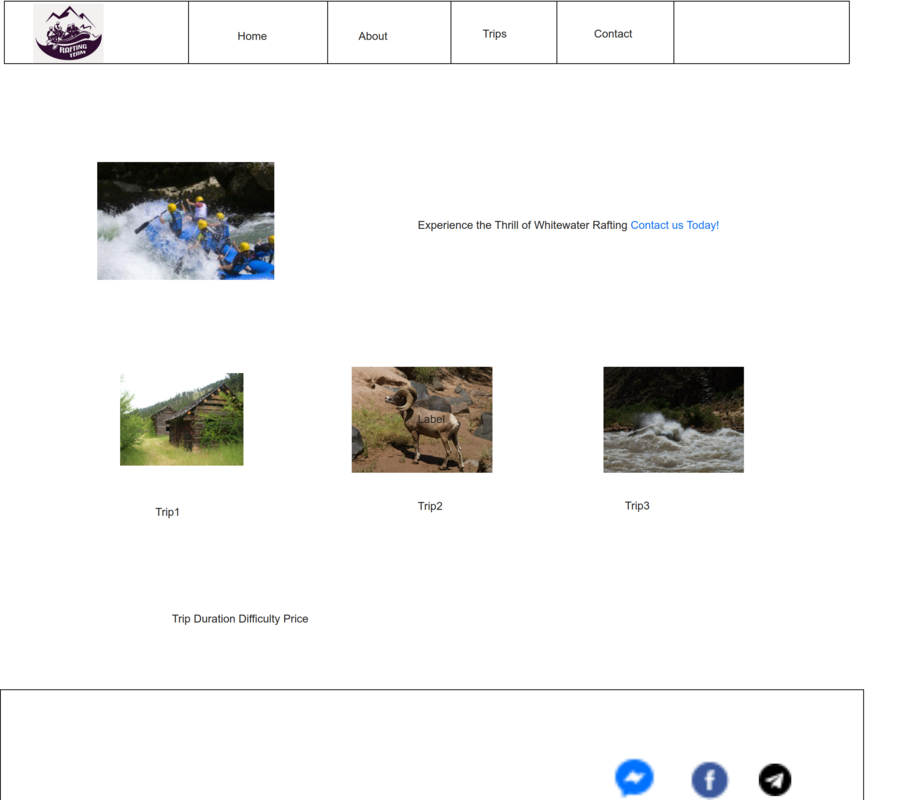 RAFTING
TEAM
Home
About
Trips
Contact
Experience the Thrill of Whitewater Rafting Contact us Today!
Label
Trip1
Trip2
Trip3
Trip Duration Difficulty Price
f